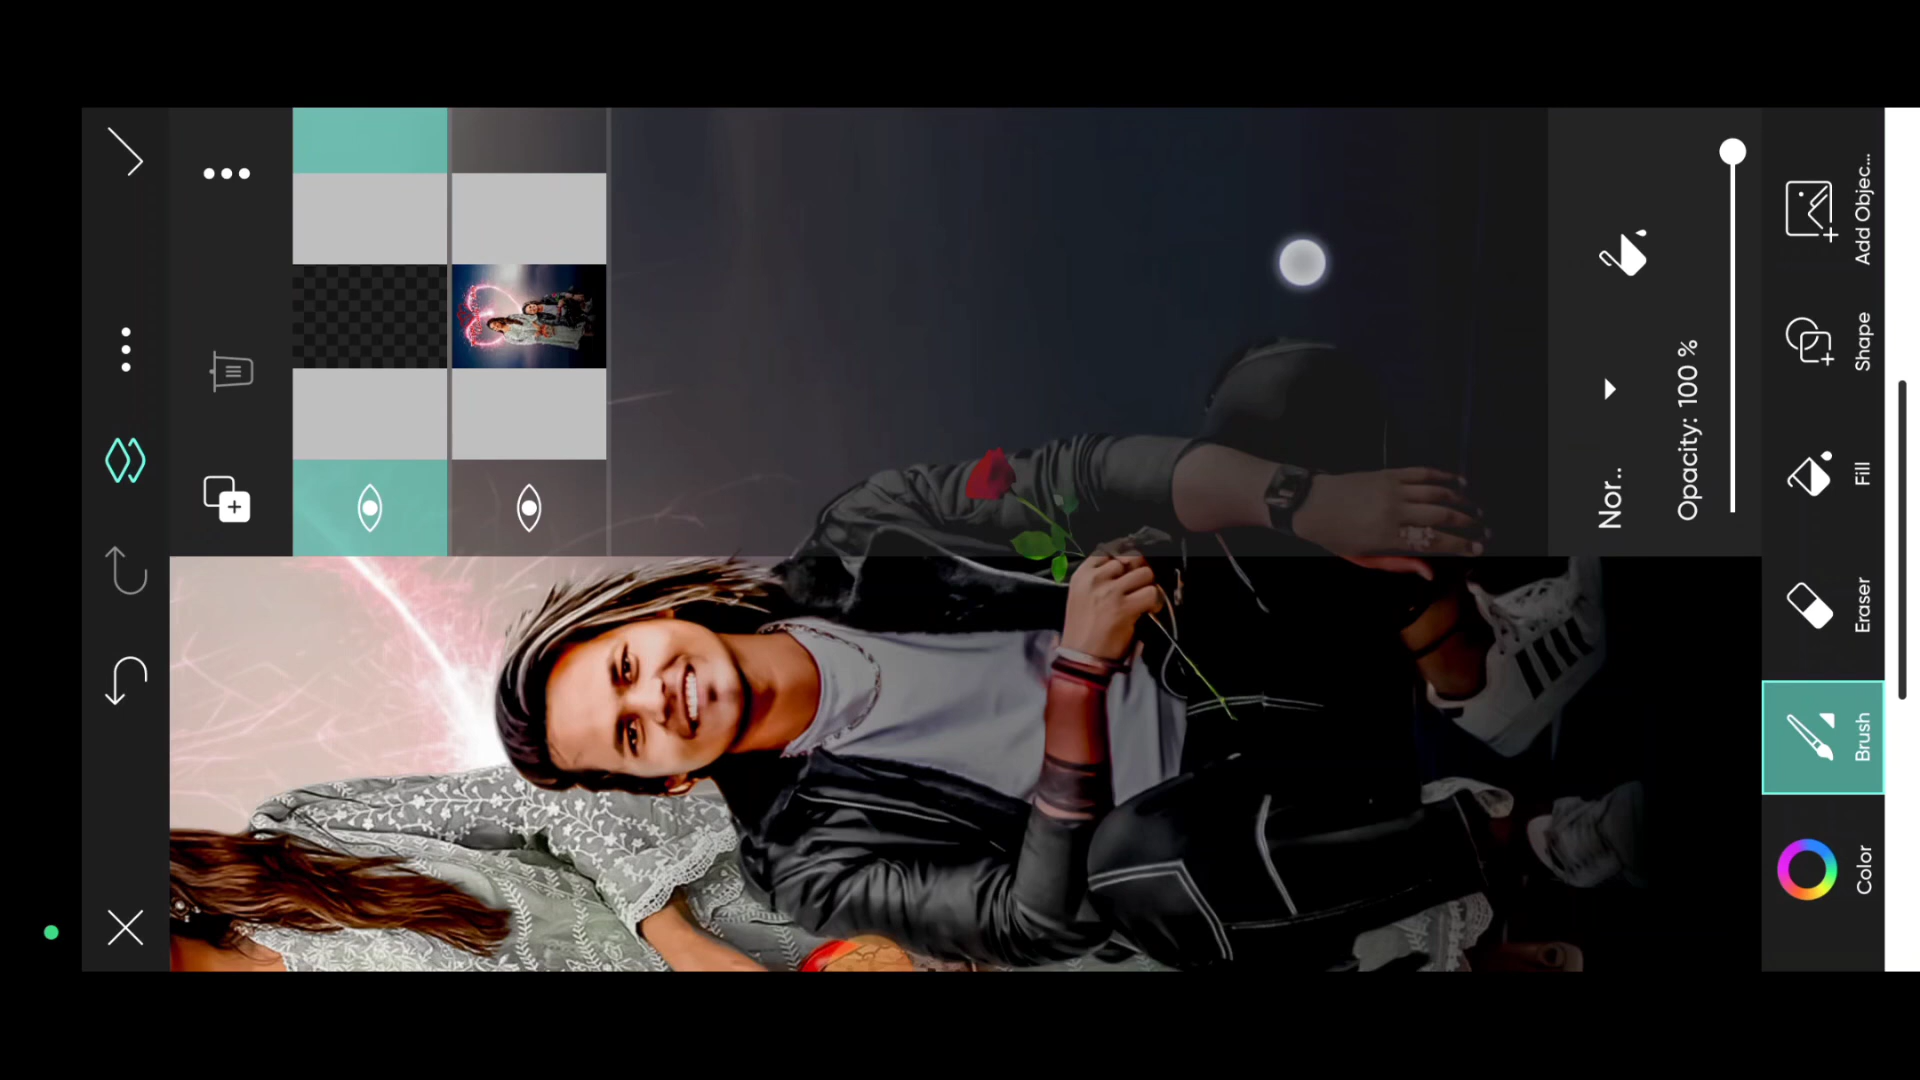 Nor..
Opacity: 100 %
Color
Brush
Eraser
Fill
Shape
Add Objec...